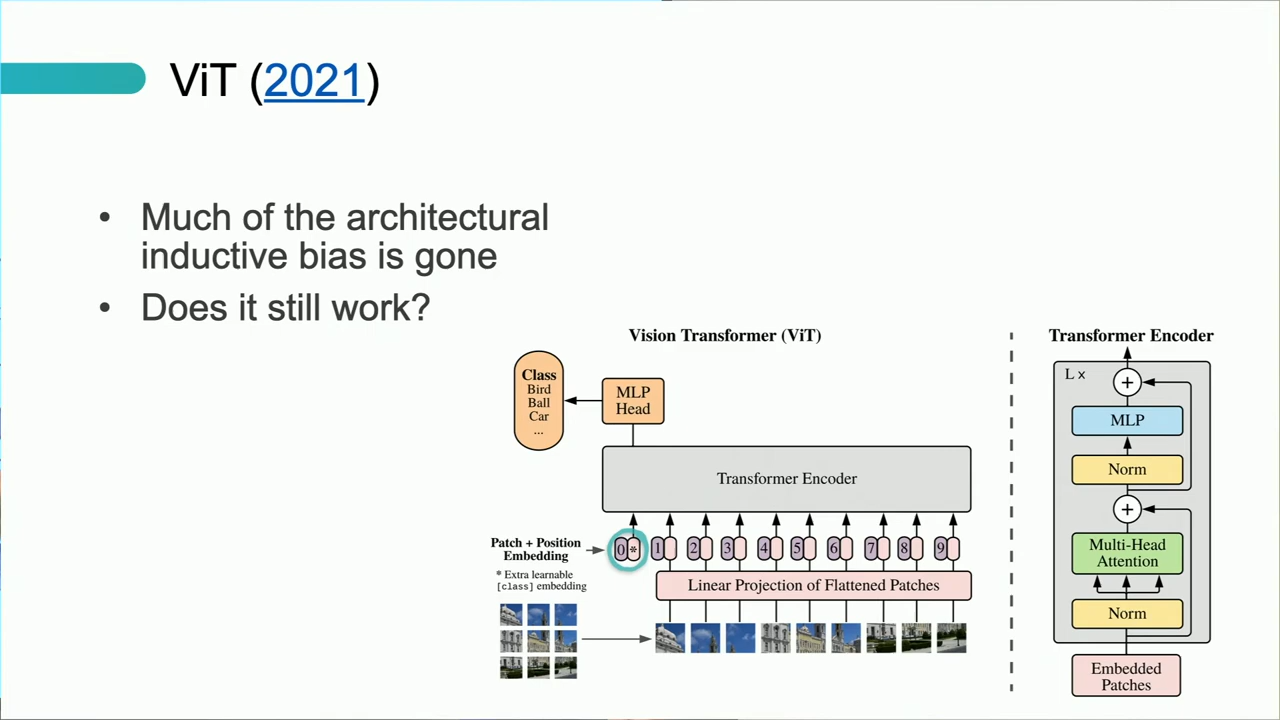 ViT (2021)
• Much of the architectural
inductive bias is gone
• Does it still work?
Vision Transformer (ViT)
Class
Bird
Ball
Car
...
MLP
Head
Transformer Encoder
Patch + Position
Embedding
* Extra learnable
[class] embedding
0 * 1 2 3 4 5 6 7 8 9
Linear Projection of Flattened Patches
Transformer Encoder
L x
+
MLP
Norm
+
Multi-Head
Attention
Norm
Embedded
Patches